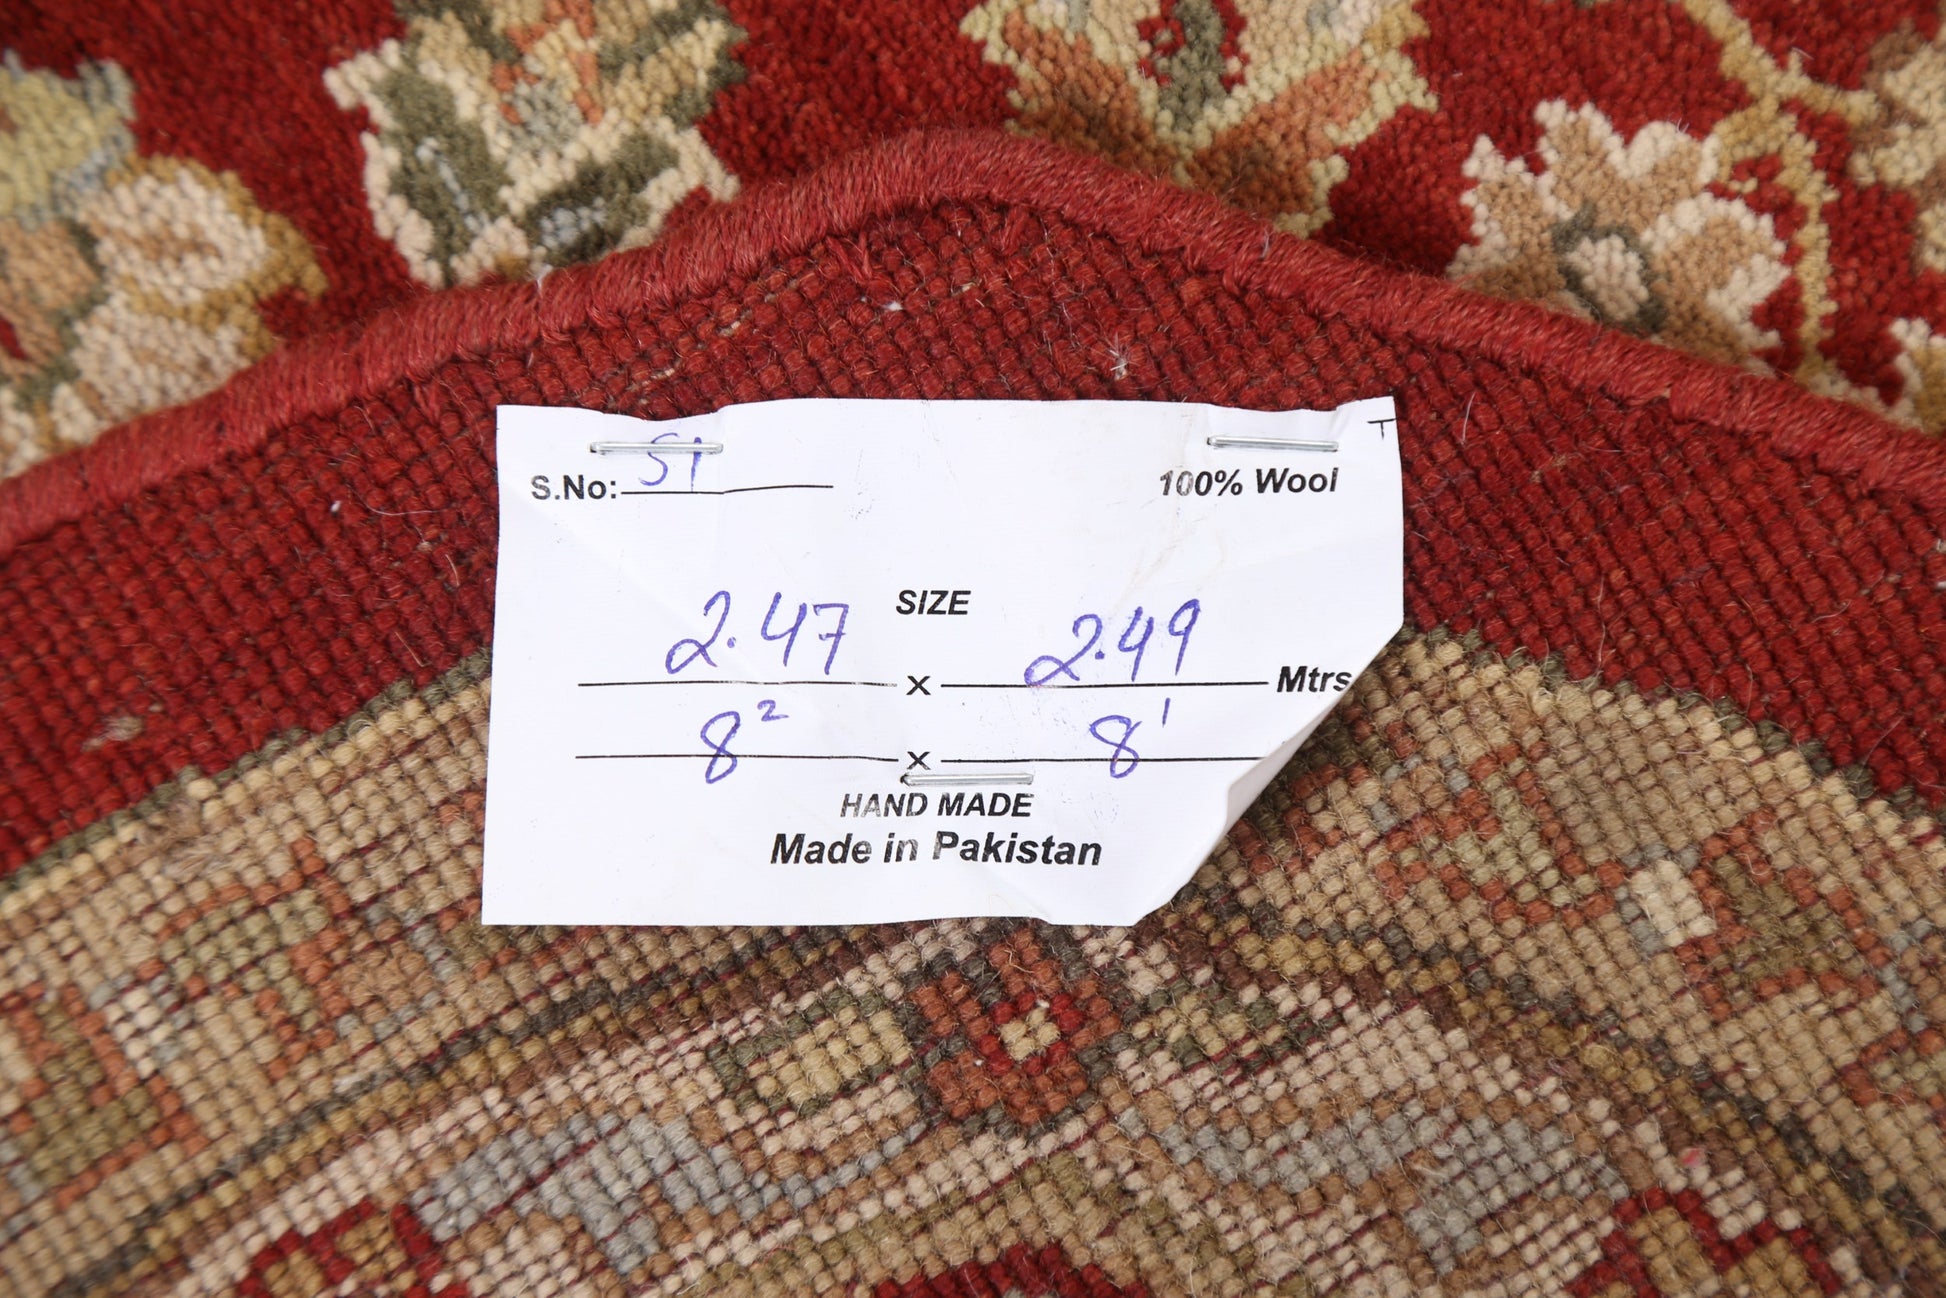 S.No: 51 100% Wool T
SIZE
2.47 x 2.49 Mtrs
8² x 8'
HAND MADE
Made in Pakistan